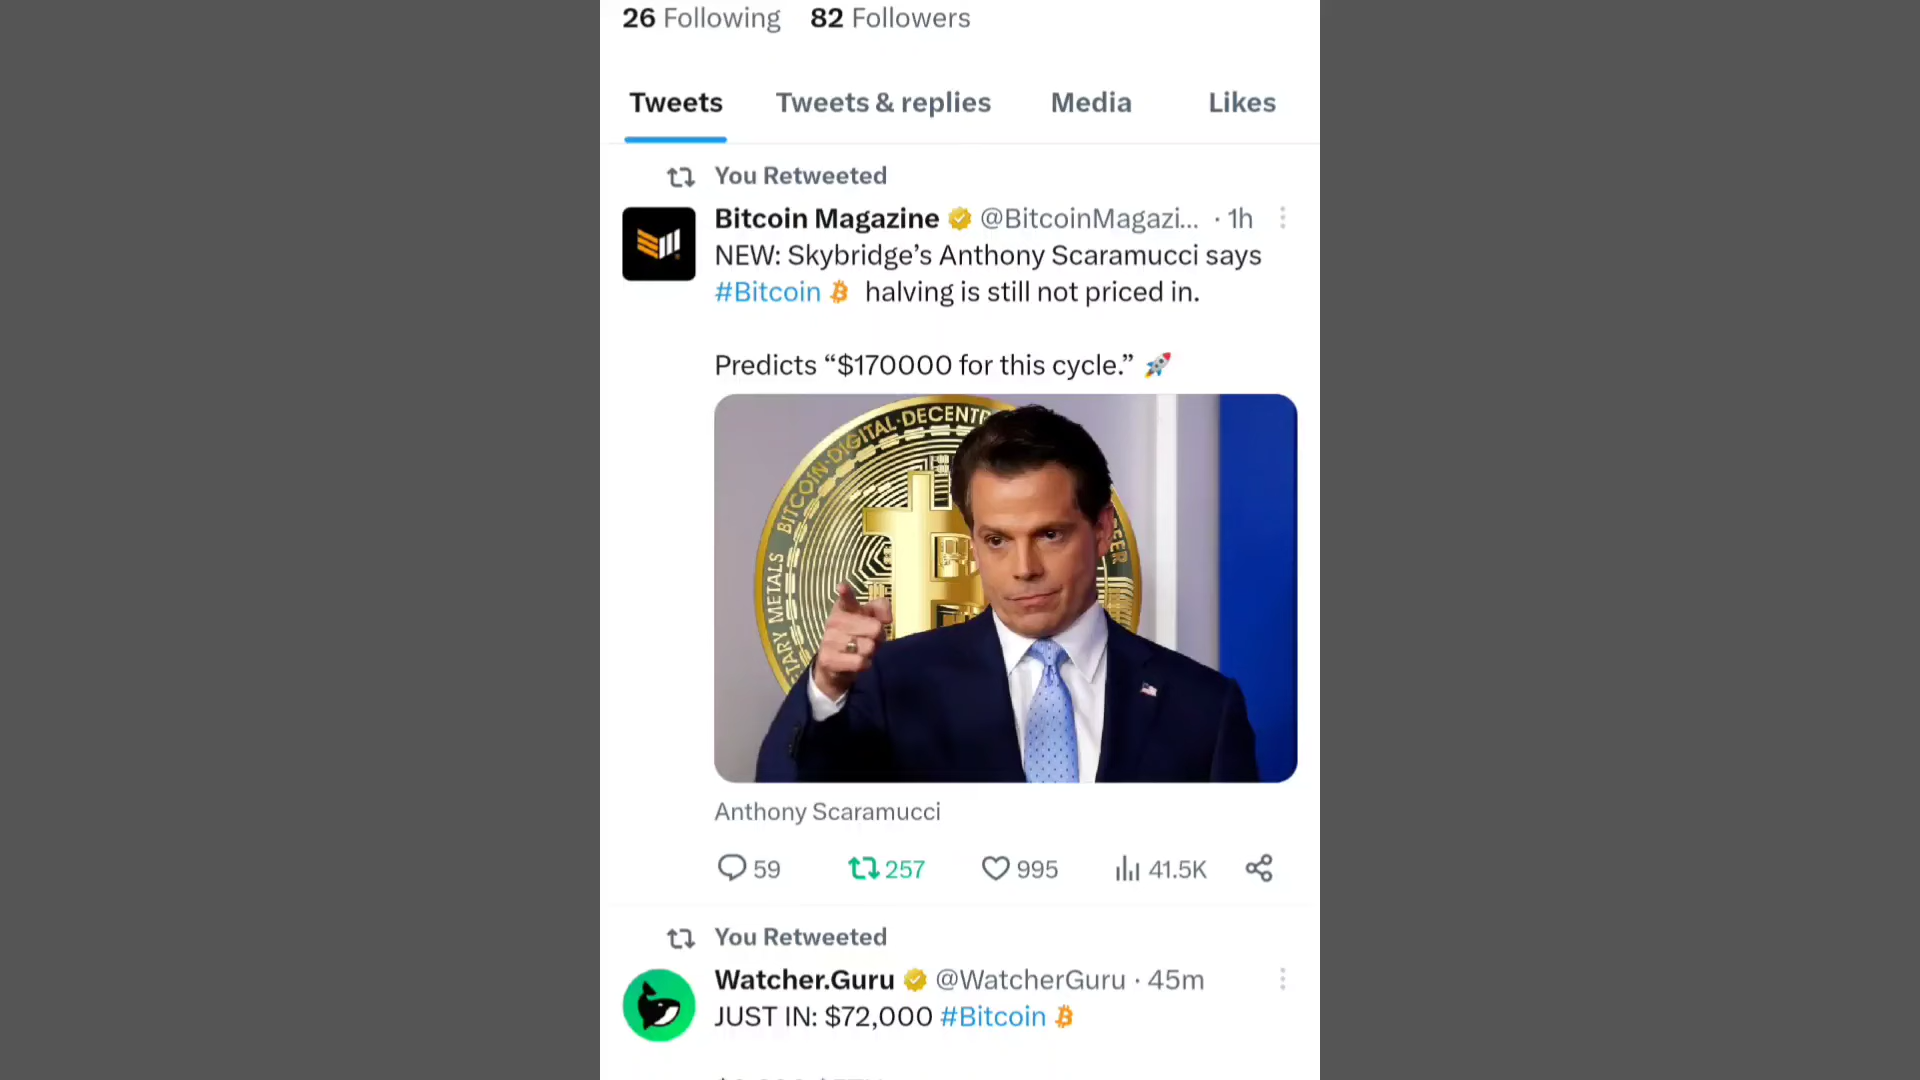 26 Following 82 Followers
Tweets Tweets & replies Media Likes
You Retweeted
Bitcoin Magazine @BitcoinMagazi... · 1h
NEW: Skybridge’s Anthony Scaramucci says
#Bitcoin halving is still not priced in.
Predicts “$170000 for this cycle.” 🚀
BITCOIN·DIGITAL·DECENTR
METALS
Anthony Scaramucci
59 257 995 41.5K
You Retweeted
Watcher.Guru @WatcherGuru · 45m
JUST IN: $72,000 #Bitcoin